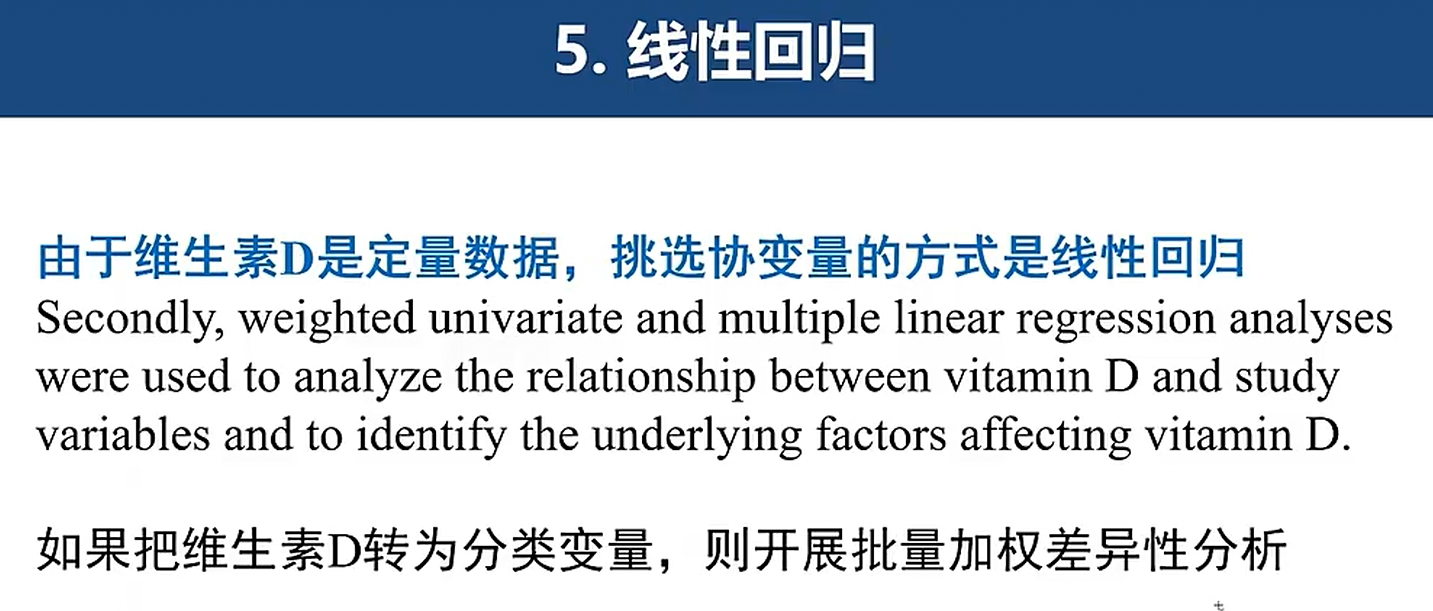 5. 线性回归
由于维生素D是定量数据，挑选协变量的方式是线性回归
Secondly, weighted univariate and multiple linear regression analyses
were used to analyze the relationship between vitamin D and study
variables and to identify the underlying factors affecting vitamin D.
如果把维生素D转为分类变量，则开展批量加权差异性分析